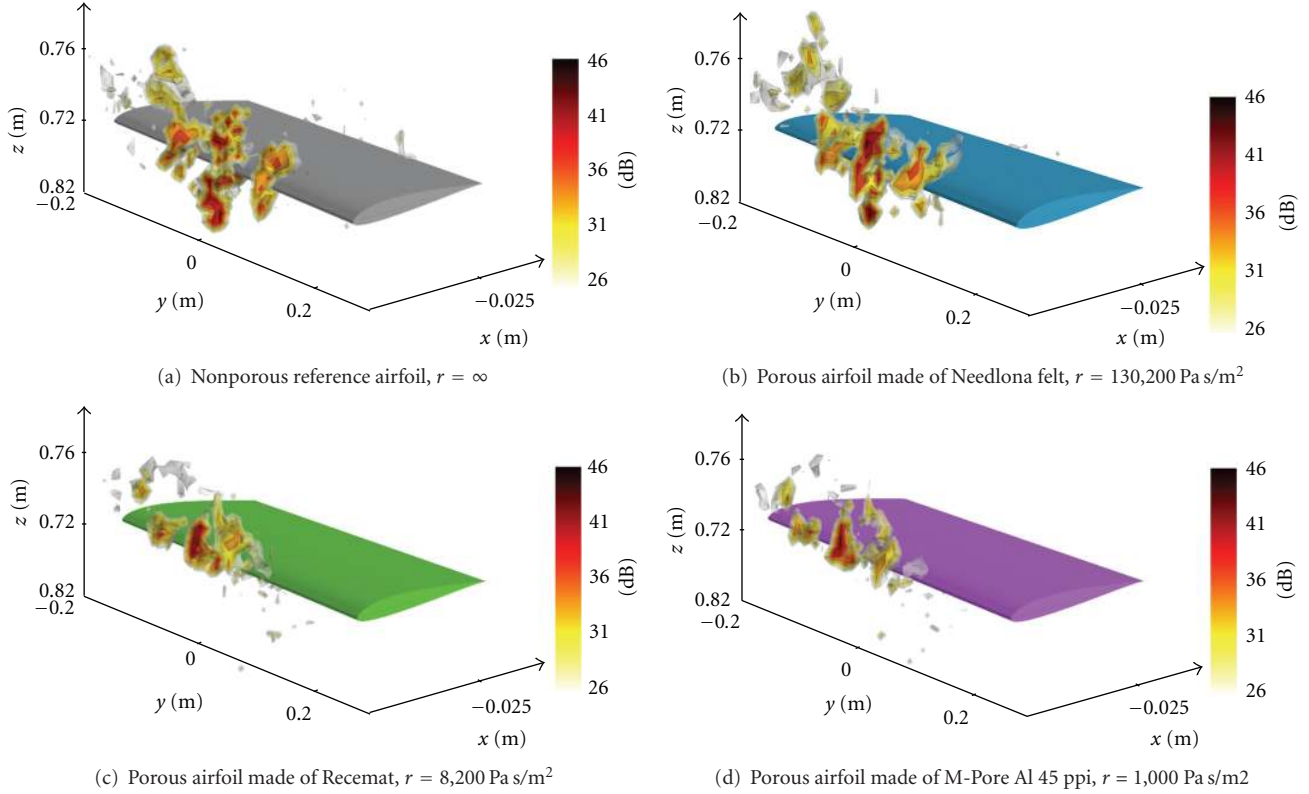 0.76
z (m)
0.72
0.82
−0.2
0
y (m)
0.2
−0.025
x (m)
46
41
36
31
26
(dB)
(a) Nonporous reference airfoil, r = ∞
0.76
z (m)
0.72
0.82
−0.2
0
y (m)
0.2
−0.025
x (m)
46
41
36
31
26
(dB)
(b) Porous airfoil made of Needlona felt, r = 130,200 Pa s/m²
0.76
z (m)
0.72
0.82
−0.2
0
y (m)
0.2
−0.025
x (m)
46
41
36
31
26
(dB)
(c) Porous airfoil made of Recemat, r = 8,200 Pa s/m²
0.76
z (m)
0.72
0.82
−0.2
0
y (m)
0.2
−0.025
x (m)
46
41
36
31
26
(dB)
(d) Porous airfoil made of M-Pore Al 45 ppi, r = 1,000 Pa s/m2